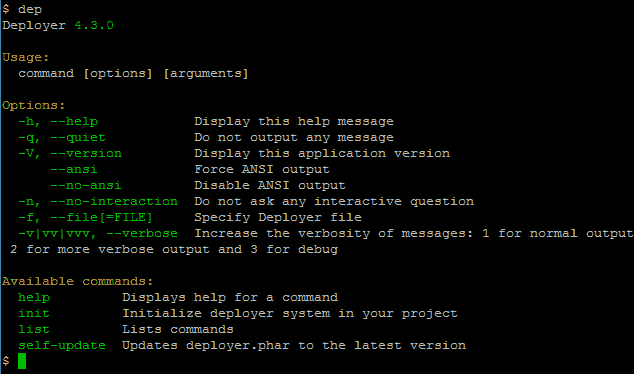 $ dep
Deployer 4.3.0
Usage:
command [options] [arguments]
Options:
-h, --help Display this help message
-q, --quiet Do not output any message
-V, --version Display this application version
--ansi Force ANSI output
--no-ansi Disable ANSI output
-n, --no-interaction Do not ask any interactive question
-f, --file[=FILE] Specify Deployer file
-v|vv|vvv, --verbose Increase the verbosity of messages: 1 for normal output
2 for more verbose output and 3 for debug
Available commands:
help Displays help for a command
init Initialize deployer system in your project
list Lists commands
self-update Updates deployer.phar to the latest version
$